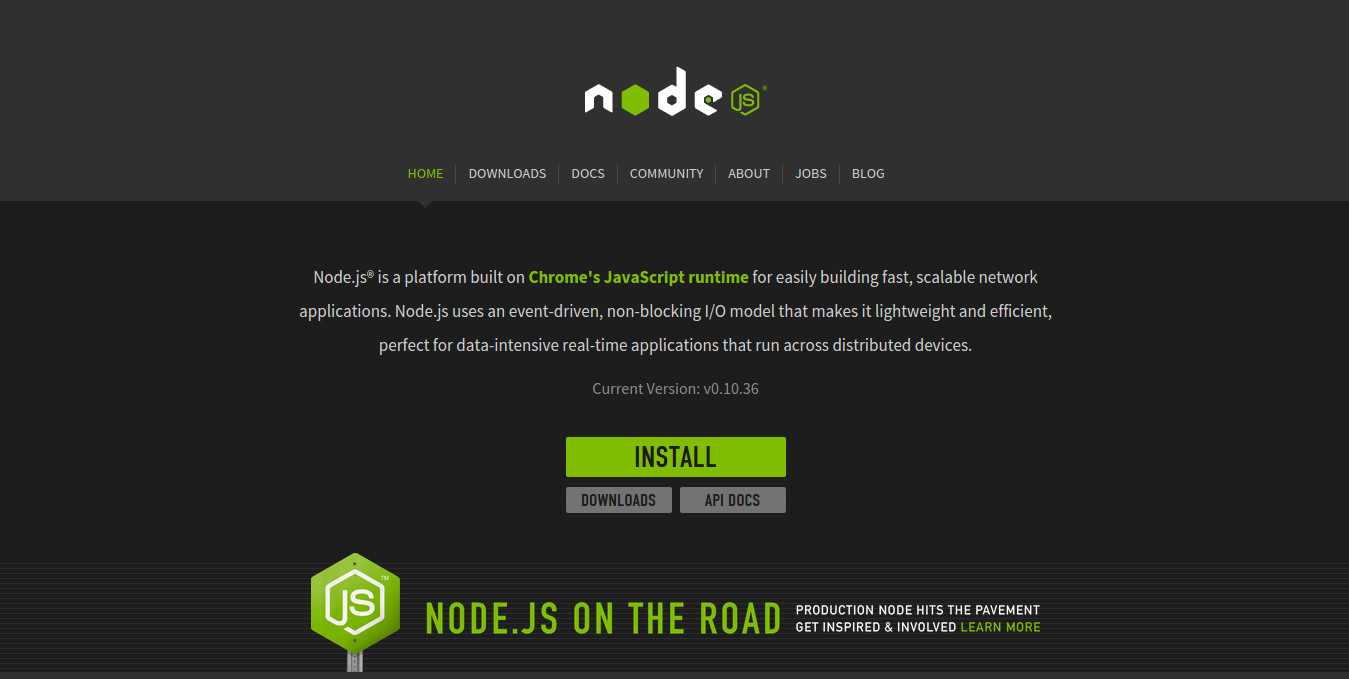 node JS®
HOME DOWNLOADS DOCS COMMUNITY ABOUT JOBS BLOG
Node.js® is a platform built on Chrome's JavaScript runtime for easily building fast, scalable network
applications. Node.js uses an event-driven, non-blocking I/O model that makes it lightweight and efficient,
perfect for data-intensive real-time applications that run across distributed devices.
Current Version: v0.10.36
INSTALL
DOWNLOADS API DOCS
JS™
NODE.JS ON THE ROAD
PRODUCTION NODE HITS THE PAVEMENT
GET INSPIRED & INVOLVED LEARN MORE